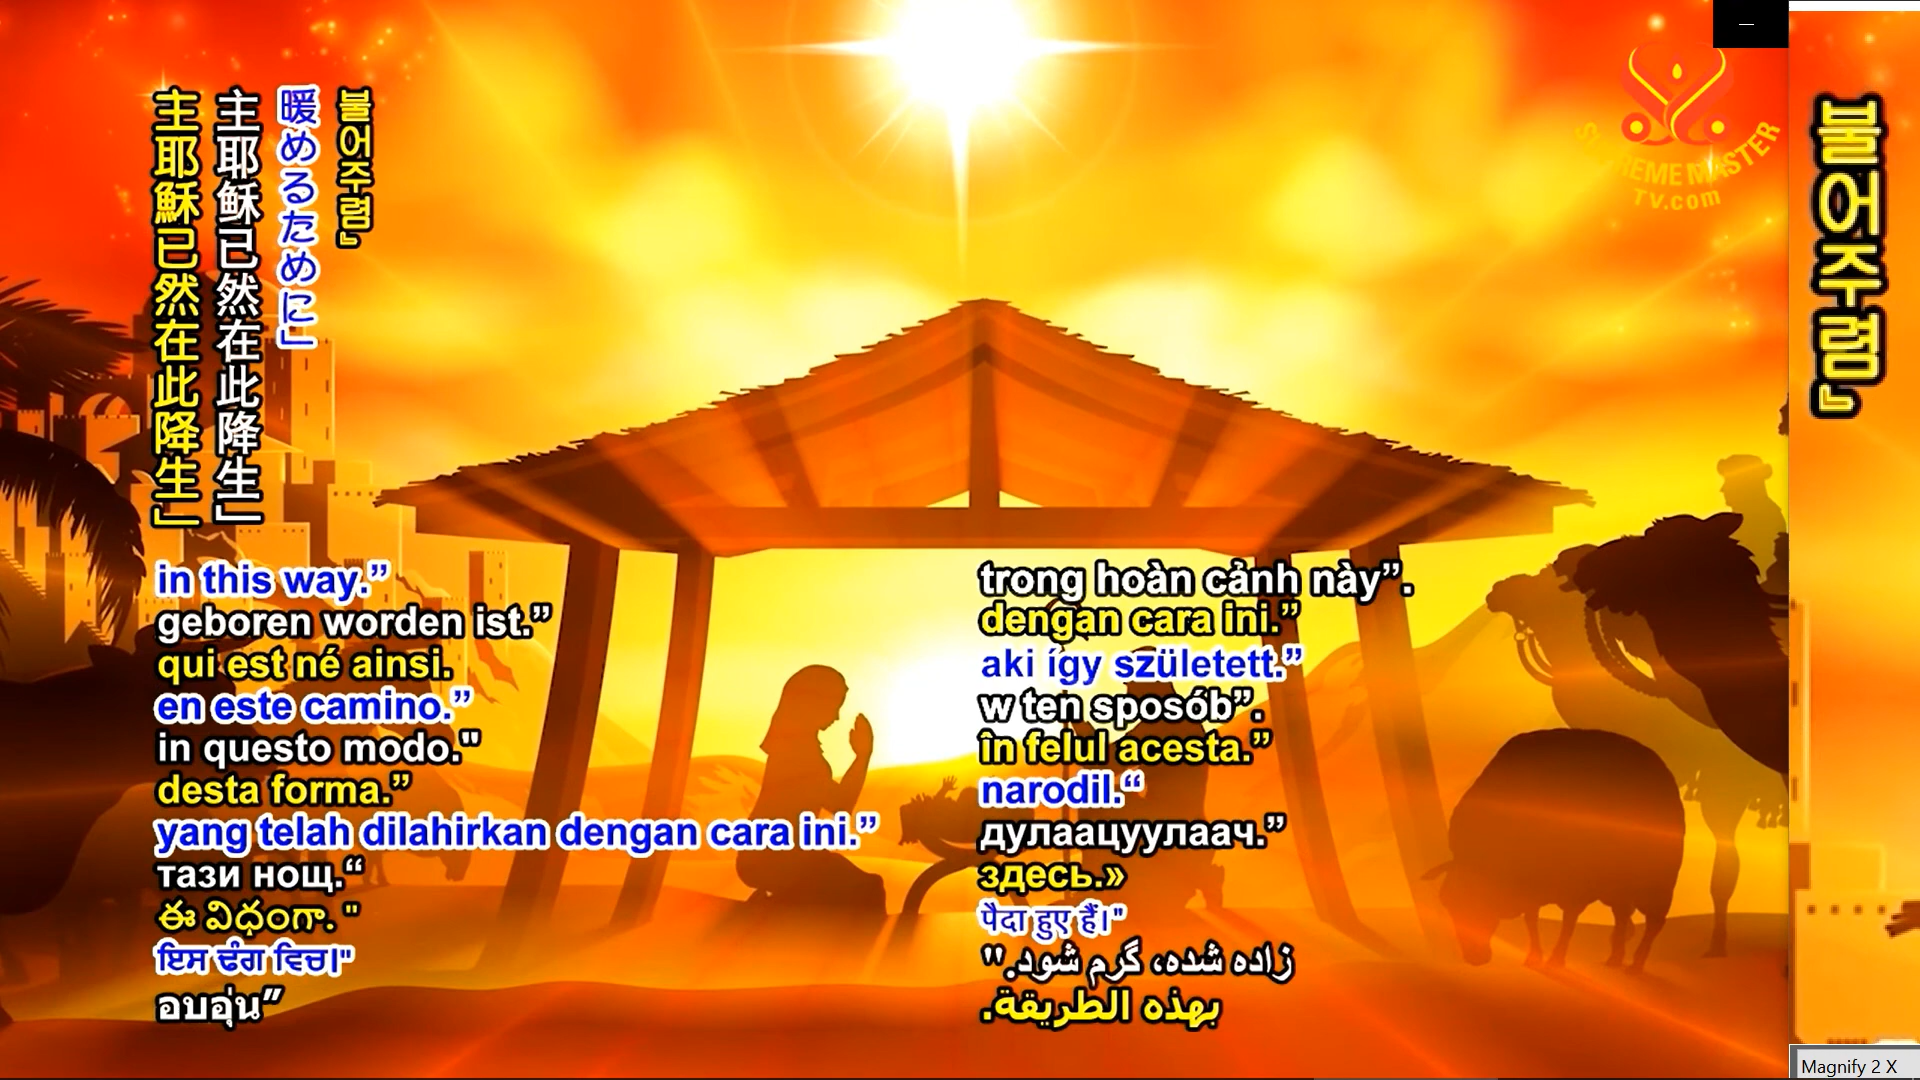 불어주렴』
暖めるために」
主耶稣已然在此降生」
主耶穌已然在此降生」
in this way.”
geboren worden ist.”
qui est né ainsi.
en este camino.”
in questo modo."
desta forma.”
yang telah dilahirkan dengan cara ini.”
тази нощ.“
ఈ విధంగా. "
ਇਸ ਢੰਗ ਵਿਚ।"
อบอุ่น”
trong hoàn cảnh này”.
dengan cara ini.”
aki így született.”
w ten sposób”.
în felul acesta.”
narodil.“
дулаацуулаач.”
здесь.»
पैदा हुए हैं।"
زاده شده، گرم شود."
بهذه الطريقة.
SUPREME MASTER
TV.com
불어주렴』
Magnify 2 X